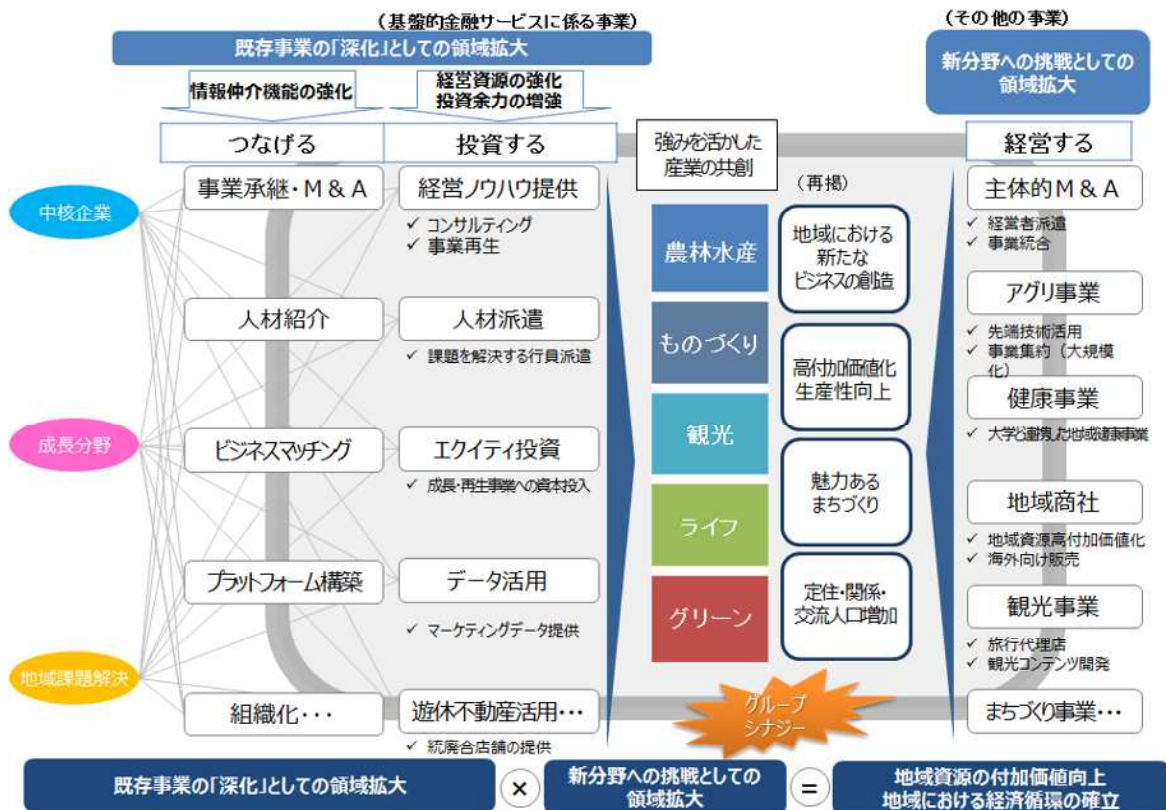 （基盤的金融サービスに係る事業）
既存事業の「深化」としての領域拡大
（その他の事業）
新分野への挑戦としての
領域拡大
情報仲介機能の強化
経営資源の強化
投資余力の増強
つなげる
投資する
強みを活かした
産業の共創
（再掲）
経営する
中核企業
成長分野
地域課題解決
事業承継・Ｍ＆Ａ
人材紹介
ビジネスマッチング
プラットフォーム構築
組織化・・・
経営ノウハウ提供
✓ コンサルティング
✓ 事業再生
人材派遣
✓ 課題を解決する行員派遣
エクイティ投資
✓ 成長・再生事業への資本投入
データ活用
✓ マーケティングデータ提供
遊休不動産活用・・・
✓ 統廃合店舗の提供
農林水産
ものづくり
観光
ライフ
グリーン
地域における
新たな
ビジネスの創造
高付加価値化
生産性向上
魅力ある
まちづくり
定住・関係・
交流人口増加
グループ
シナジー
主体的Ｍ＆Ａ
✓ 経営者派遣
✓ 事業統合
アグリ事業
✓ 先端技術活用
✓ 事業集約（大規模
化）
健康事業
✓ 大学と連携した地域健康事業
地域商社
✓ 地域資源高付加価値化
✓ 海外向け販売
観光事業
✓ 旅行代理店
✓ 観光コンテンツ開発
まちづくり事業・・・
既存事業の「深化」としての領域拡大
×
新分野への挑戦としての
領域拡大
＝
地域資源の付加価値向上
地域における経済循環の確立